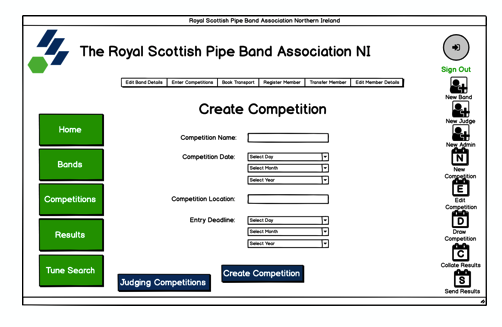 Royal Scottish Pipe Band Association Northern Ireland
The Royal Scottish Pipe Band Association NI
Sign Out
Edit Band Details Enter Competitions Book Transport Register Member Transfer Member Edit Member Details
New Band
Create Competition
New Judge
Home
Competition Name:
New Admin
Bands
Competition Date:
Select Day
Select Month
Select Year
N
New
Competition
Competitions
Competition Location:
E
Edit
Competition
Results
Entry Deadline:
Select Day
Select Month
Select Year
D
Draw
Competition
C
Collate Results
Tune Search
Judging Competitions
Create Competition
S
Send Results